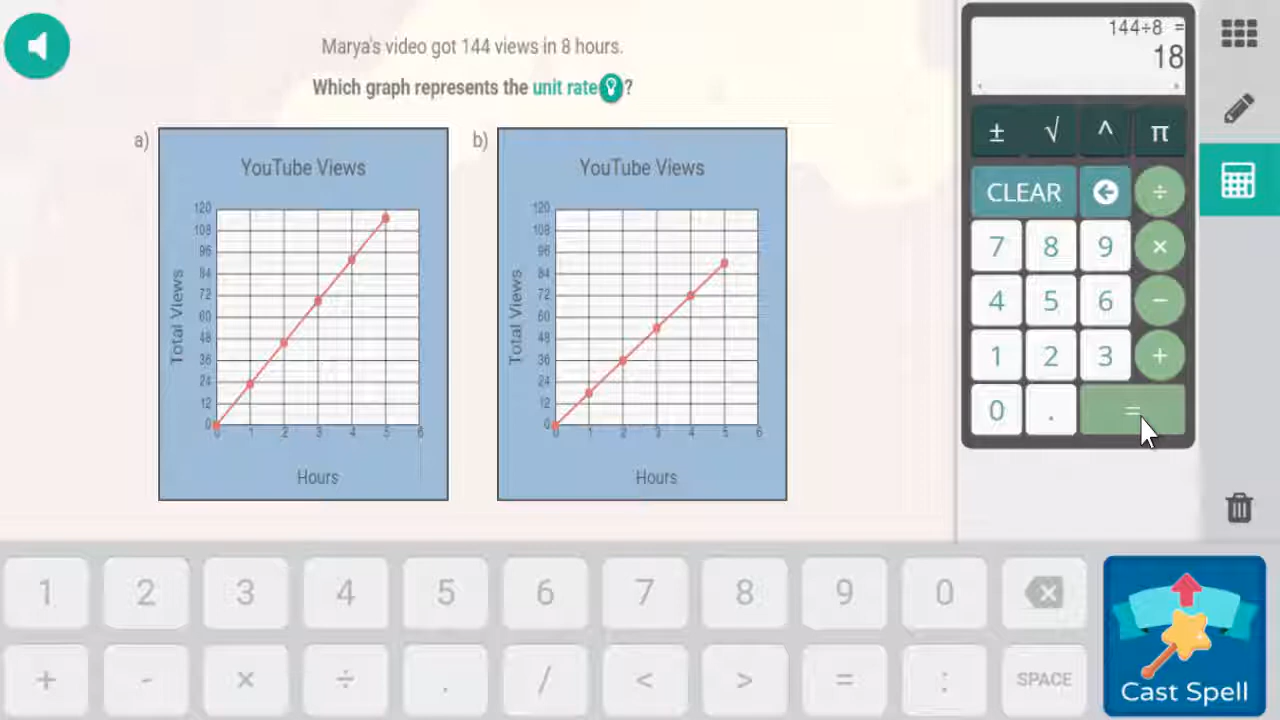 Marya's video got 144 views in 8 hours.
Which graph represents the unit rate?
a)
YouTube Views
120
108
96
84
72
60
48
36
24
12
0
Total Views
0 1 2 3 4 5 6
Hours
b)
YouTube Views
120
108
96
84
72
60
48
36
24
12
0
Total Views
0 1 2 3 4 5 6
Hours
144÷8 =
18
± √ ^ π
CLEAR ÷
7 8 9 ×
4 5 6 −
1 2 3 +
0 . =
1 2 3 4 5 6 7 8 9 0
+ - × ÷ . / < > = : SPACE
Cast Spell